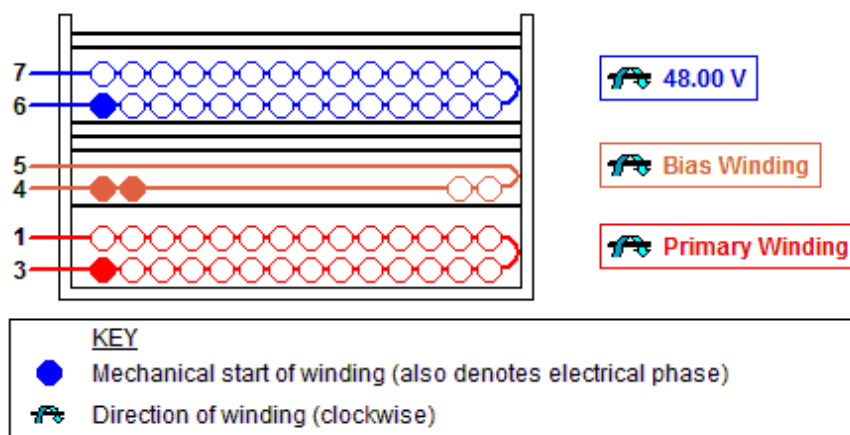 7
6
48.00 V
5
4
Bias Winding
1
3
Primary Winding
KEY
Mechanical start of winding (also denotes electrical phase)
Direction of winding (clockwise)